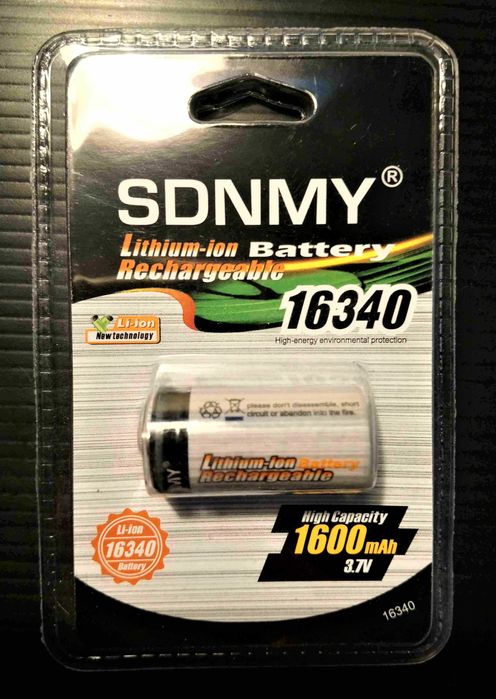 SDNMY®
Lithium-ion Battery
Rechargeable
16340
High-energy environmental protection
Li-ion
New technology
please don't disassemble, short
circuit or abandon into the fire.
Lithium-Ion Battery
Rechargeable
NMY®
Li-ion
16340
Battery
High Capacity
1600mAh
3.7V
16340